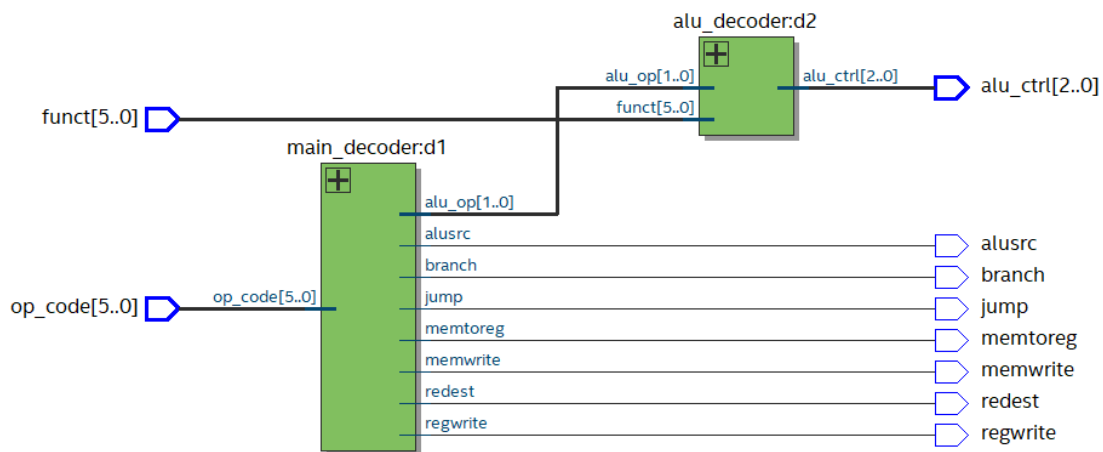 alu_decoder:d2
alu_op[1..0]
alu_ctrl[2..0]
alu_ctrl[2..0]
funct[5..0]
funct[5..0]
main_decoder:d1
alu_op[1..0]
alusrc
alusrc
branch
branch
op_code[5..0]
op_code[5..0]
jump
jump
memtoreg
memtoreg
memwrite
memwrite
redest
redest
regwrite
regwrite